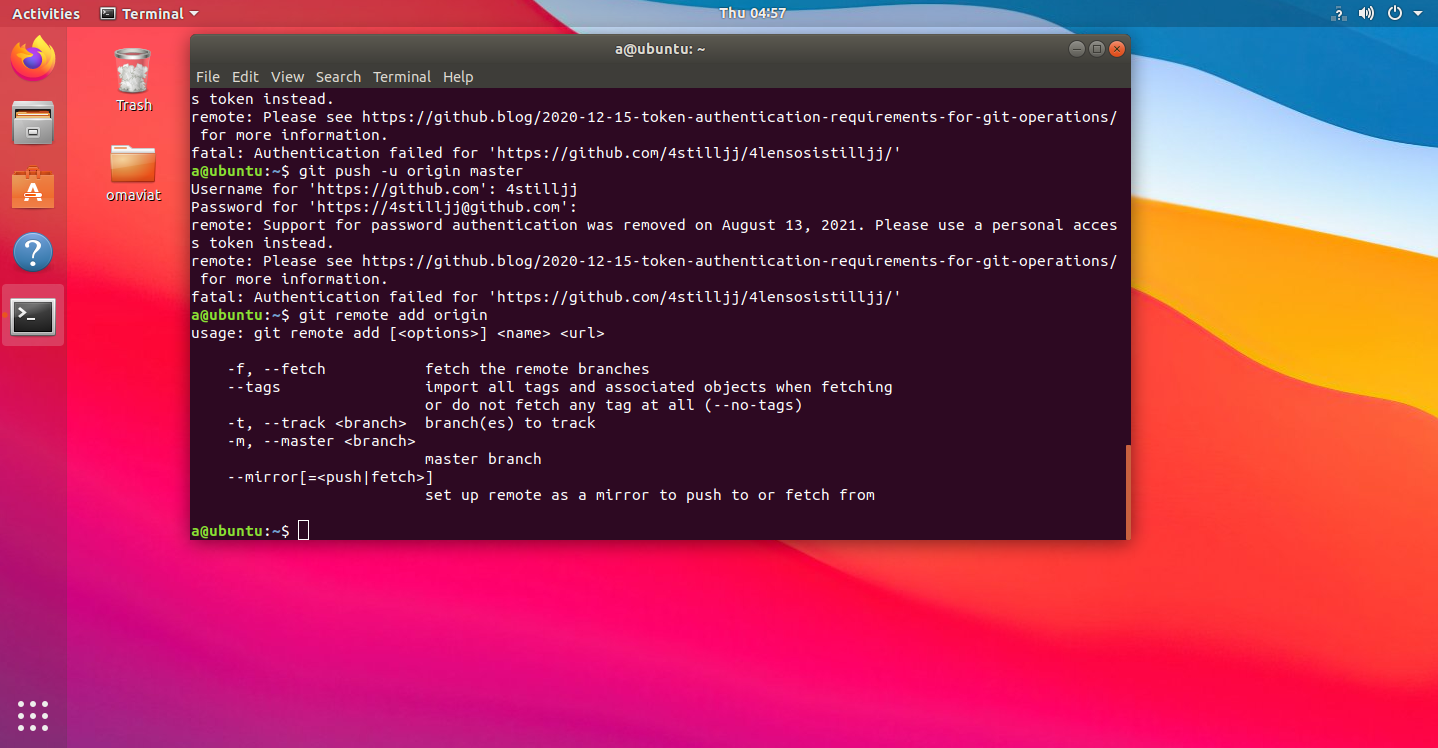 Activities Terminal Thu 04:57
Trash
omaviat
a@ubuntu: ~
File Edit View Search Terminal Help
s token instead.
remote: Please see https://github.blog/2020-12-15-token-authentication-requirements-for-git-operations/
 for more information.
fatal: Authentication failed for 'https://github.com/4stilljj/4lensosistilljj/'
a@ubuntu:~$ git push -u origin master
Username for 'https://github.com': 4stilljj
Password for 'https://4stilljj@github.com':
remote: Support for password authentication was removed on August 13, 2021. Please use a personal acces
s token instead.
remote: Please see https://github.blog/2020-12-15-token-authentication-requirements-for-git-operations/
 for more information.
fatal: Authentication failed for 'https://github.com/4stilljj/4lensosistilljj/'
a@ubuntu:~$ git remote add origin
usage: git remote add [<options>] <name> <url>
    -f, --fetch           fetch the remote branches
    --tags                import all tags and associated objects when fetching
                          or do not fetch any tag at all (--no-tags)
    -t, --track <branch>  branch(es) to track
    -m, --master <branch>
                          master branch
    --mirror[=<push|fetch>]
                          set up remote as a mirror to push to or fetch from
a@ubuntu:~$